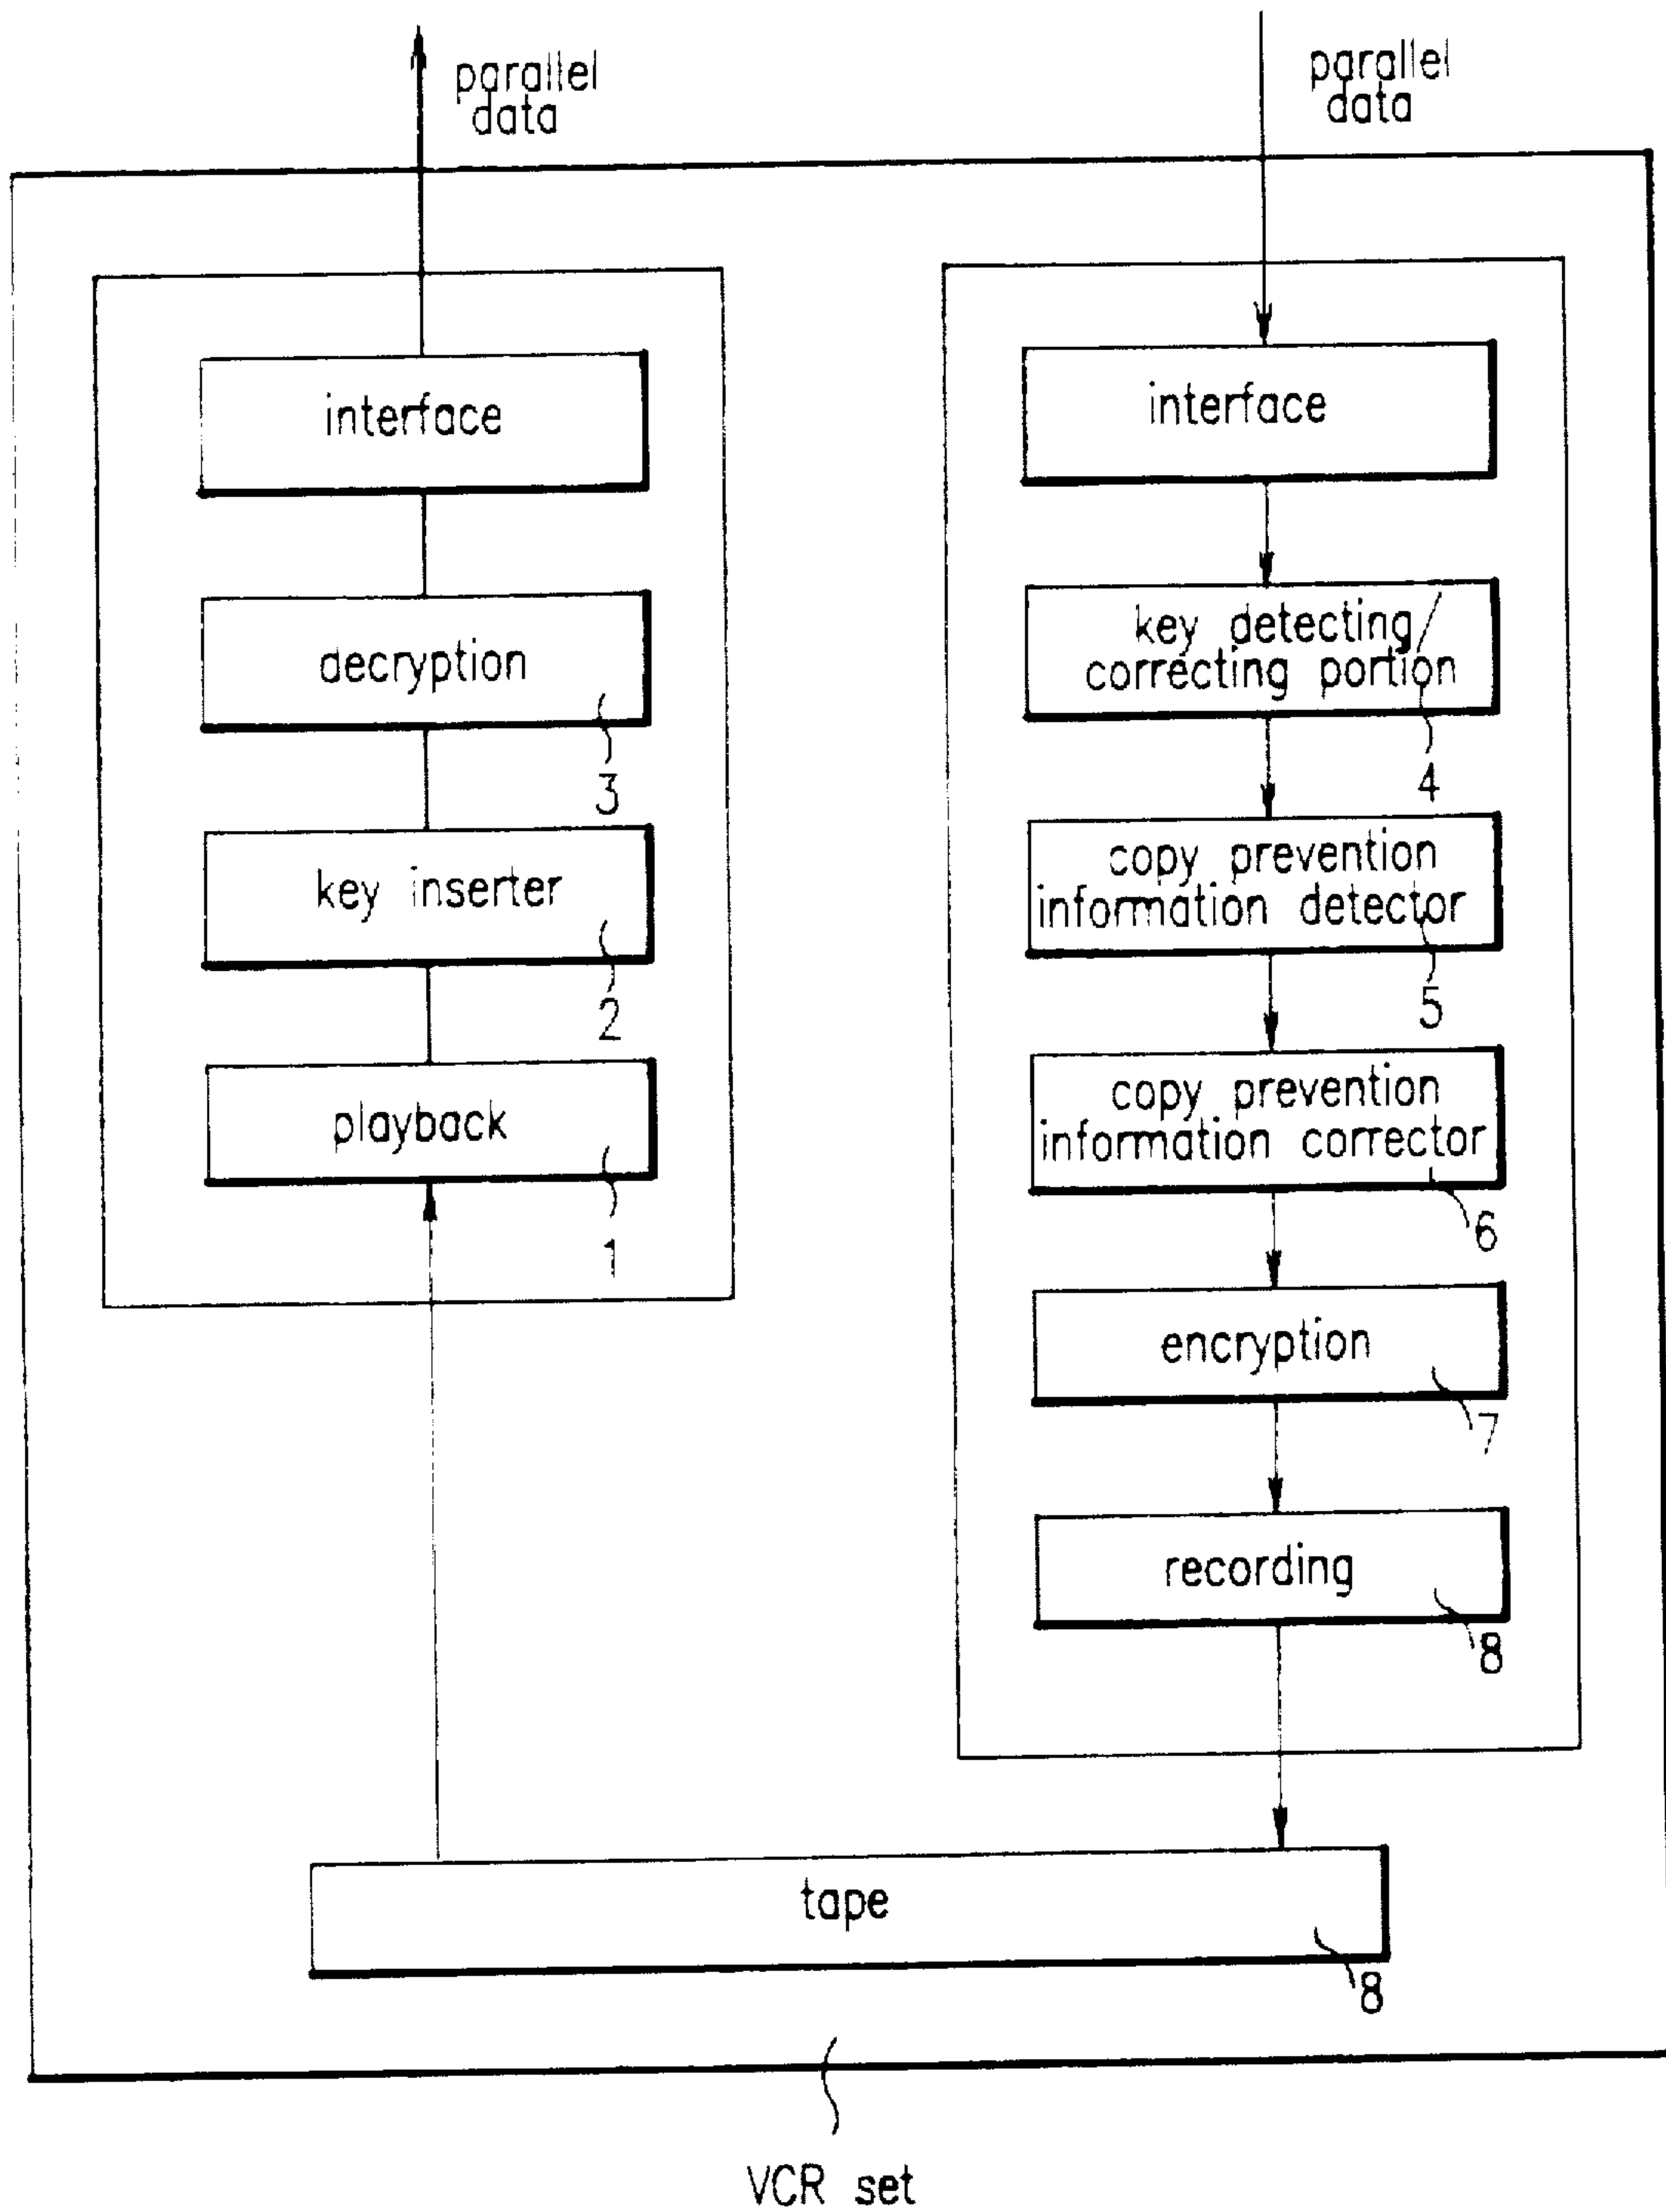 parallel
data
parallel
data
interface
decryption
3
key inserter
2
playback
1
interface
key detecting
correcting portion
4
copy prevention
information detector
5
copy prevention
information corrector
6
encryption
7
recording
8
tape
8
VCR set